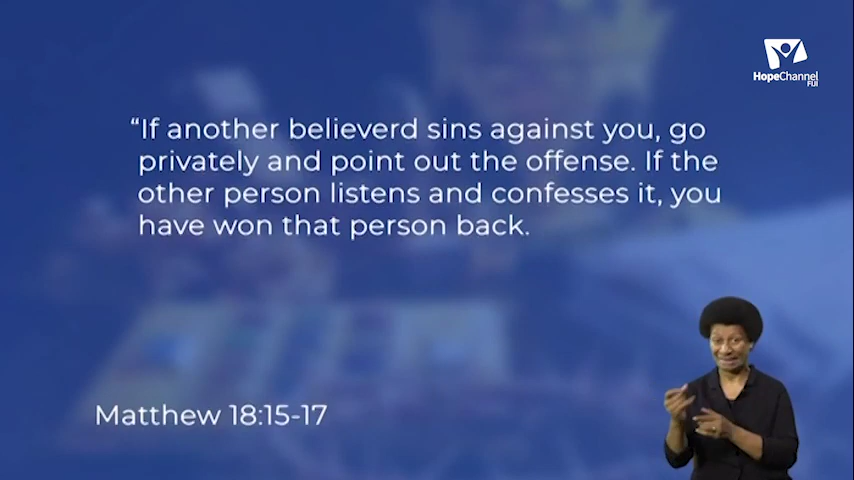 HopeChannel
FIJI
“If another believerd sins against you, go
privately and point out the offense. If the
other person listens and confesses it, you
have won that person back.
Matthew 18:15-17